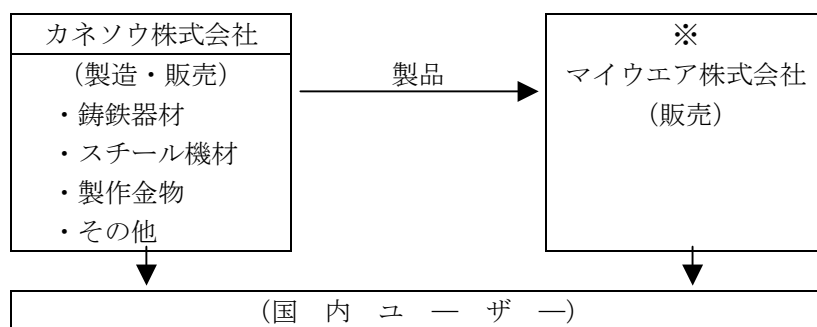 カネソウ株式会社
(製造・販売)
・鋳鉄器材
・スチール機材
・製作金物
・その他
製品
※
マイウエア株式会社
(販売)
(国 内 ユ ー ザ ー)